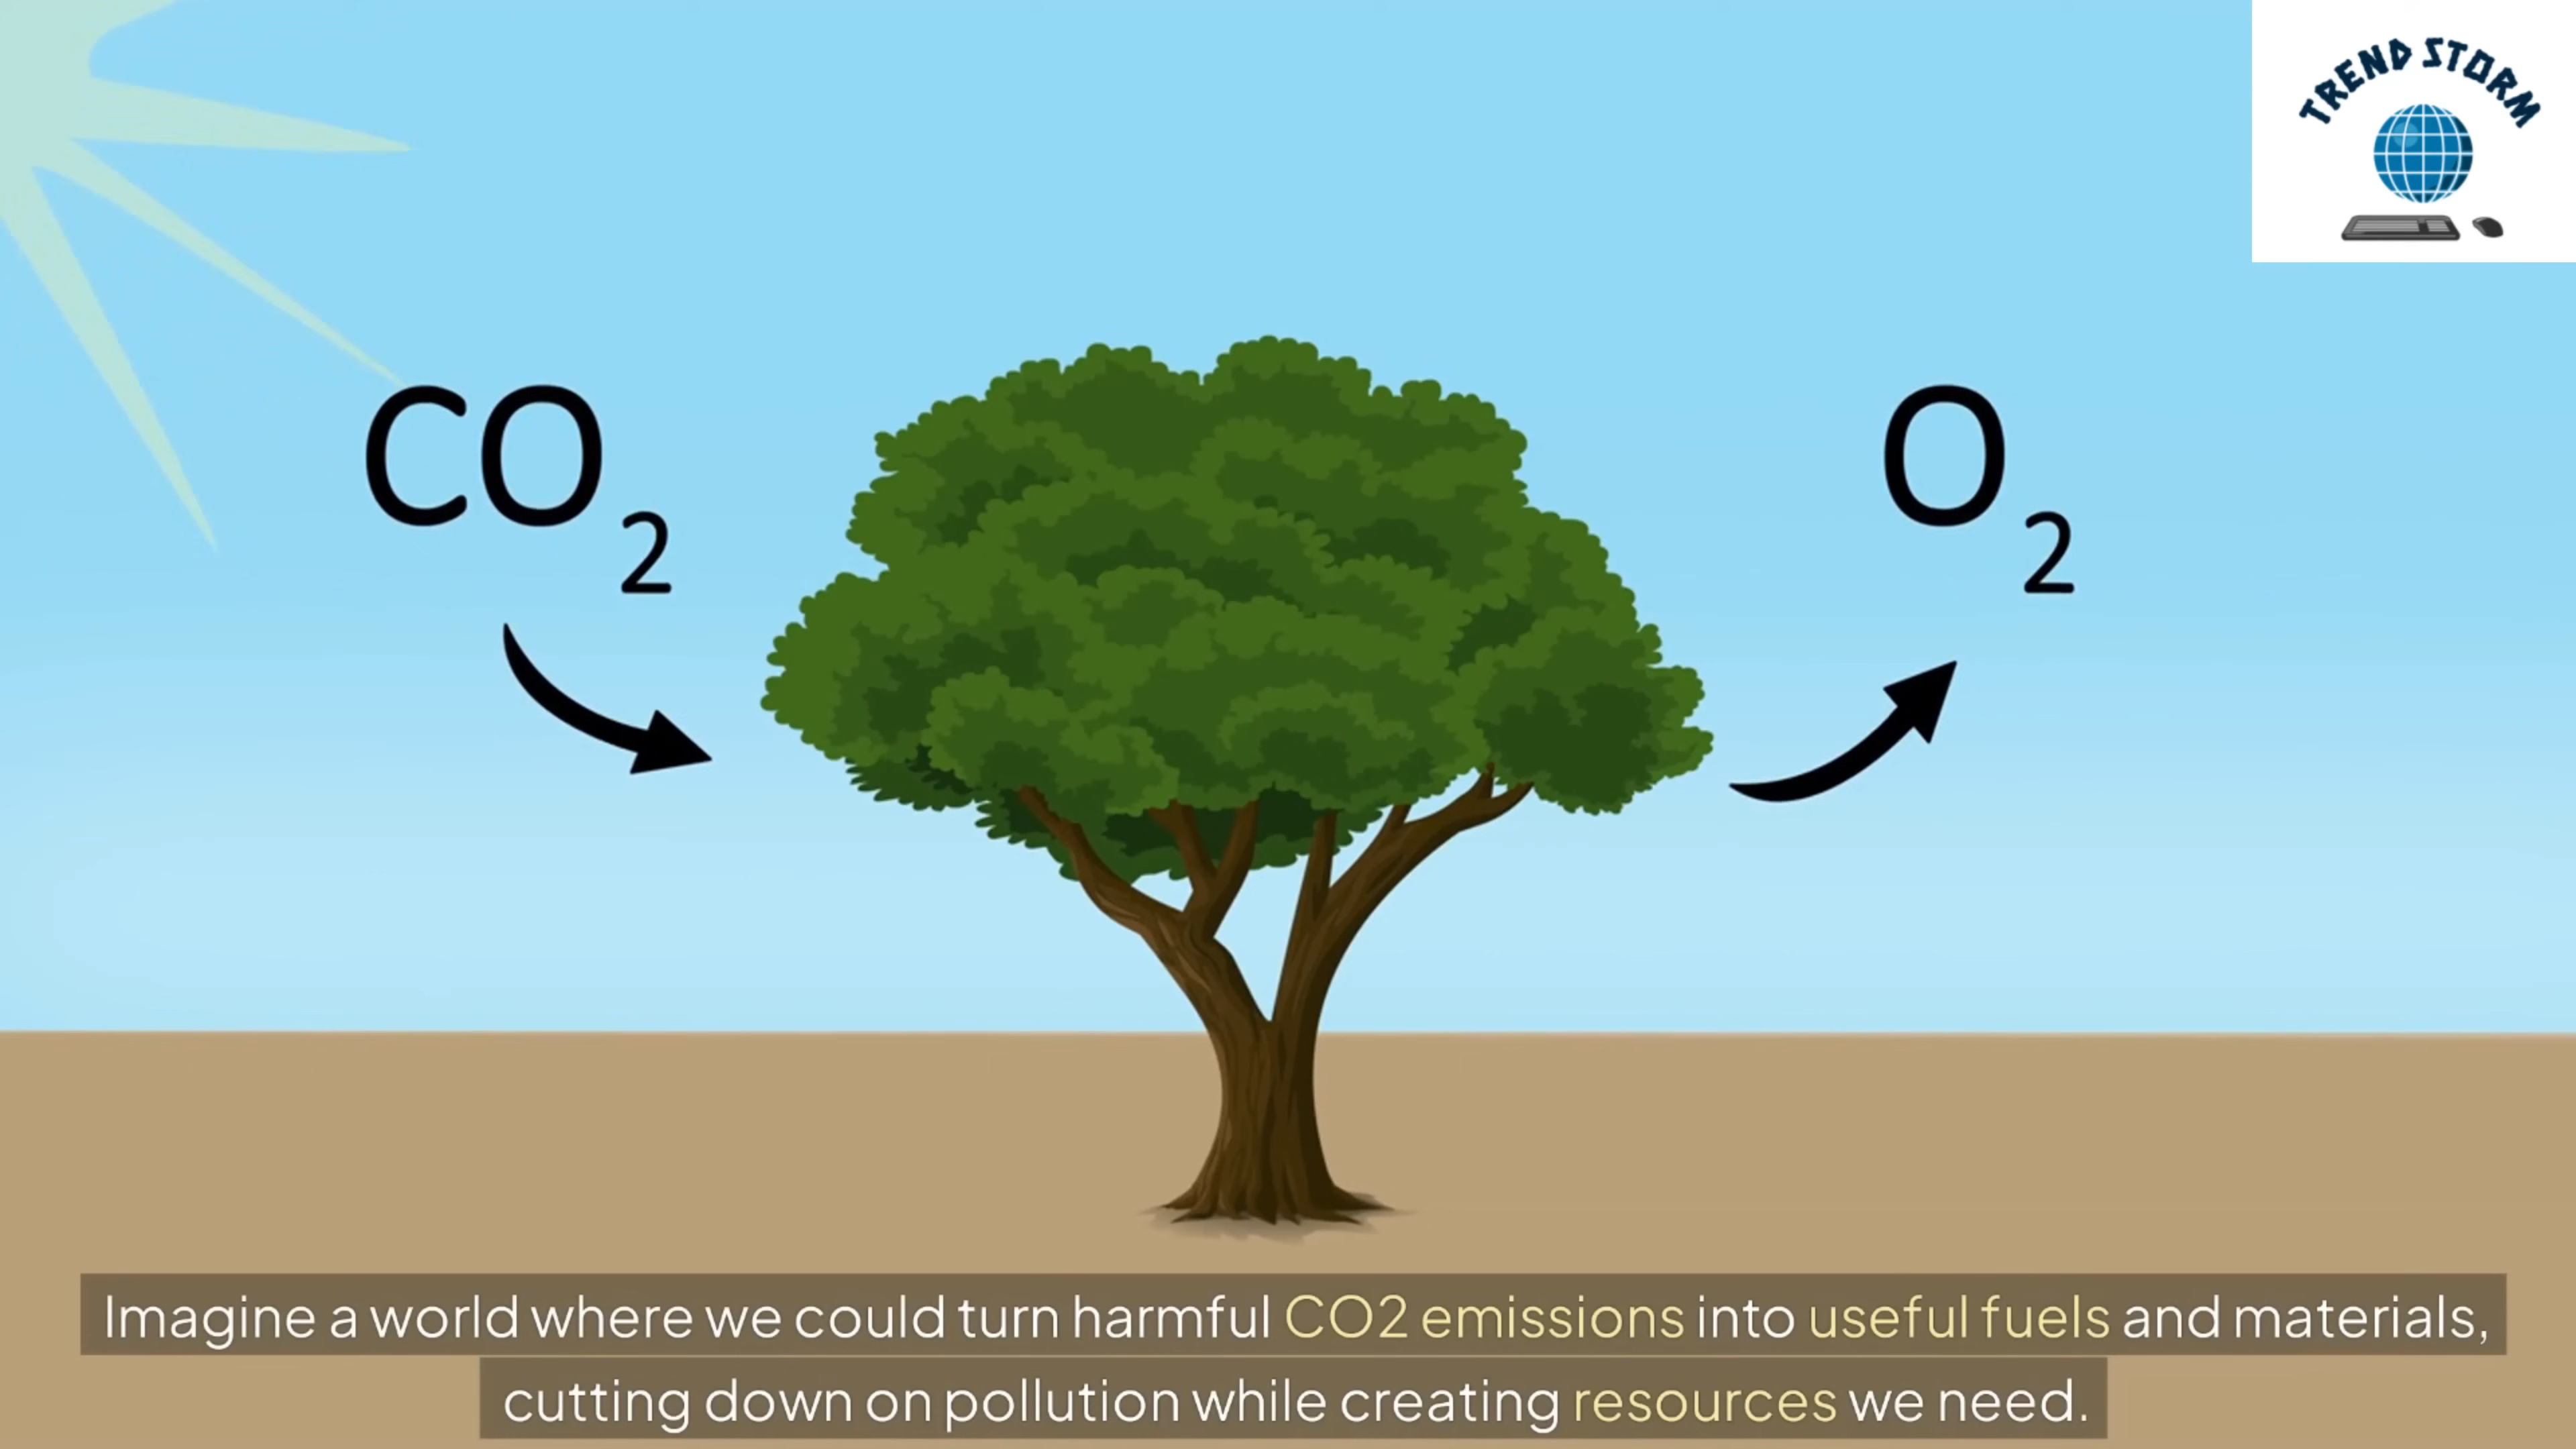 TREND STORM
CO₂
O₂
Imagine a world where we could turn harmful CO2 emissions into useful fuels and materials,
cutting down on pollution while creating resources we need.